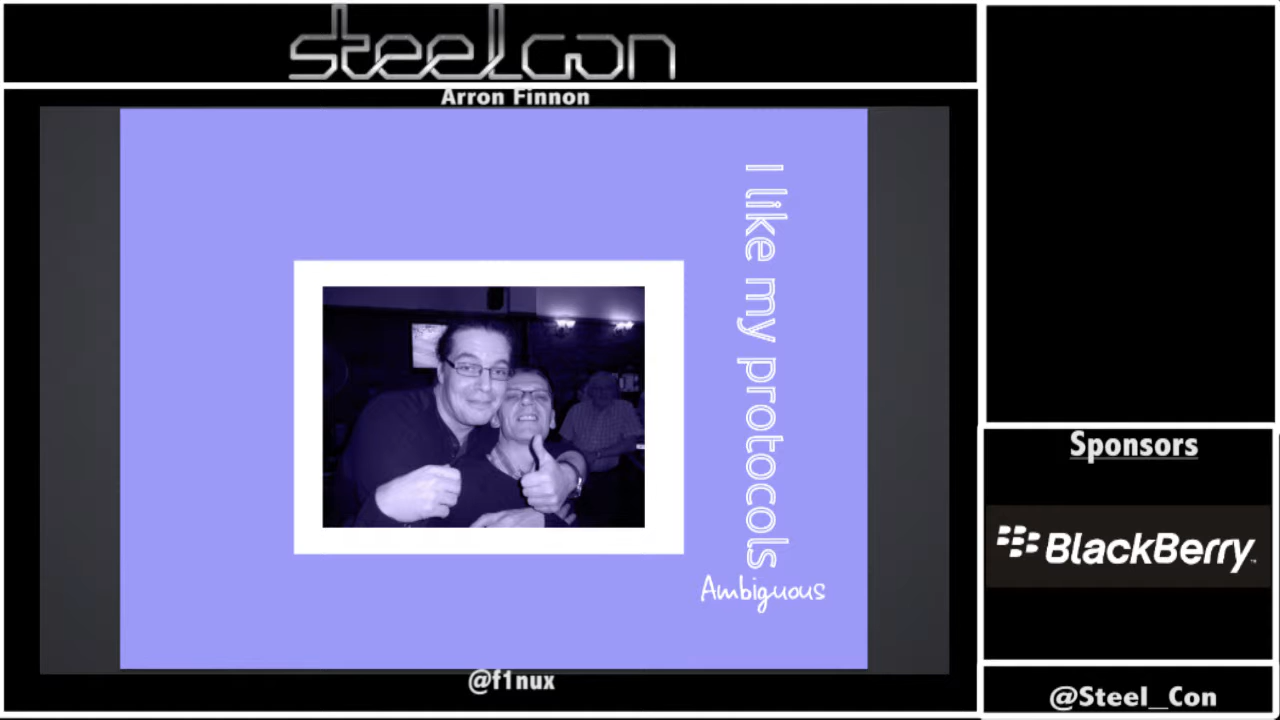 steelcon
Arron Finnon
I like my protocols
Ambiguous
@f1nux
Sponsors
BlackBerry
@Steel_Con